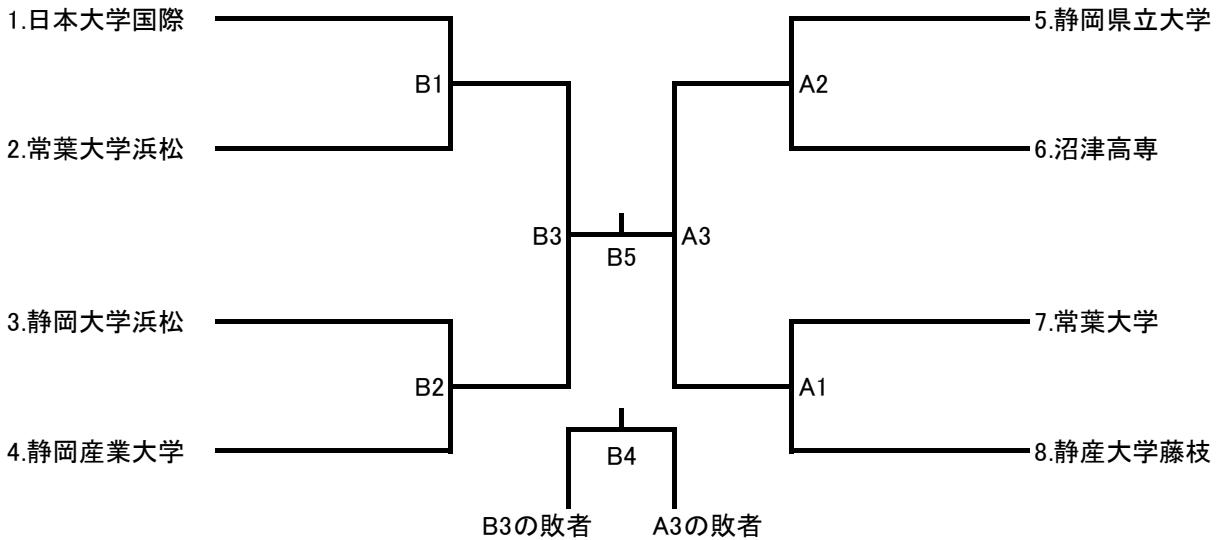 1.日本大学国際
5.静岡県立大学
B1
A2
2.常葉大学浜松
6.沼津高専
B3
A3
B5
3.静岡大学浜松
7.常葉大学
B2
A1
4.静岡産業大学
B4
8.静産大学藤枝
B3の敗者
A3の敗者